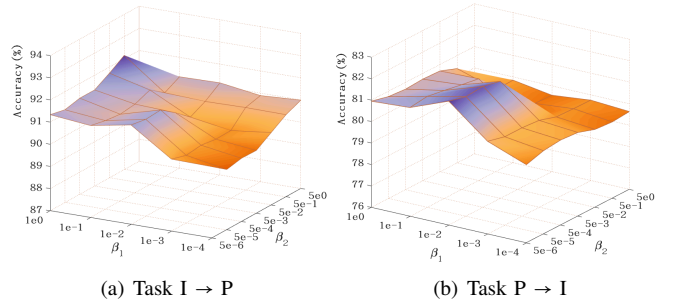 Accuracy(%)
94
93
92
91
90
89
88
87
1e0
1e-1
1e-2
1e-3
1e-4
β1
5e-6
5e-5
5e-4
5e-3
5e-2
5e-1
5e0
β2
(a) Task I → P
Accuracy(%)
83
82
81
80
79
78
77
76
1e0
1e-1
1e-2
1e-3
1e-4
β1
5e-6
5e-5
5e-4
5e-3
5e-2
5e-1
5e0
β2
(b) Task P → I